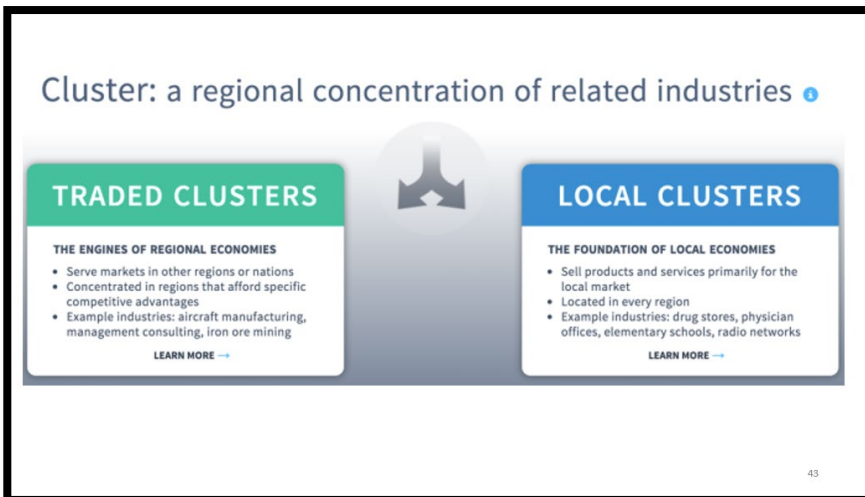 Cluster: a regional concentration of related industries
TRADED CLUSTERS
THE ENGINES OF REGIONAL ECONOMIES
• Serve markets in other regions or nations
• Concentrated in regions that afford specific
competitive advantages
• Example industries: aircraft manufacturing,
management consulting, iron ore mining
LEARN MORE →
LOCAL CLUSTERS
THE FOUNDATION OF LOCAL ECONOMIES
• Sell products and services primarily for the
local market
• Located in every region
• Example industries: drug stores, physician
offices, elementary schools, radio networks
LEARN MORE →
43